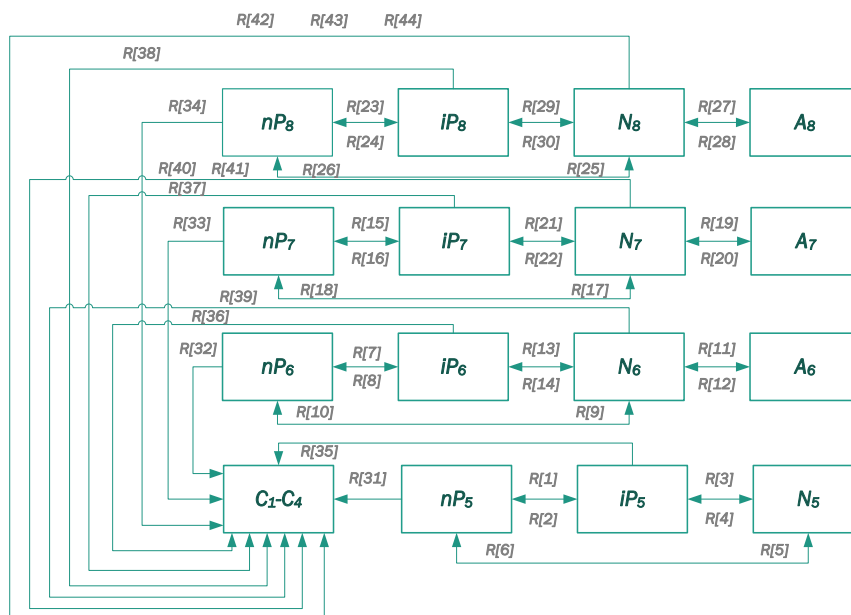 R[42] R[43] R[44]
R[38]
R[34] nP8 R[23] iP8 R[29] N8 R[27] A8
R[24] R[30] R[28]
R[40] R[41] R[26] R[25]
R[37]
R[33] nP7 R[15] iP7 R[21] N7 R[19] A7
R[16] R[22] R[20]
R[18] R[17]
R[39]
R[36]
R[32] nP6 R[7] iP6 R[13] N6 R[11] A6
R[8] R[14] R[12]
R[10] R[9]
R[35]
C1-C4 R[31] nP5 R[1] iP5 R[3] N5
R[2] R[4]
R[6] R[5]